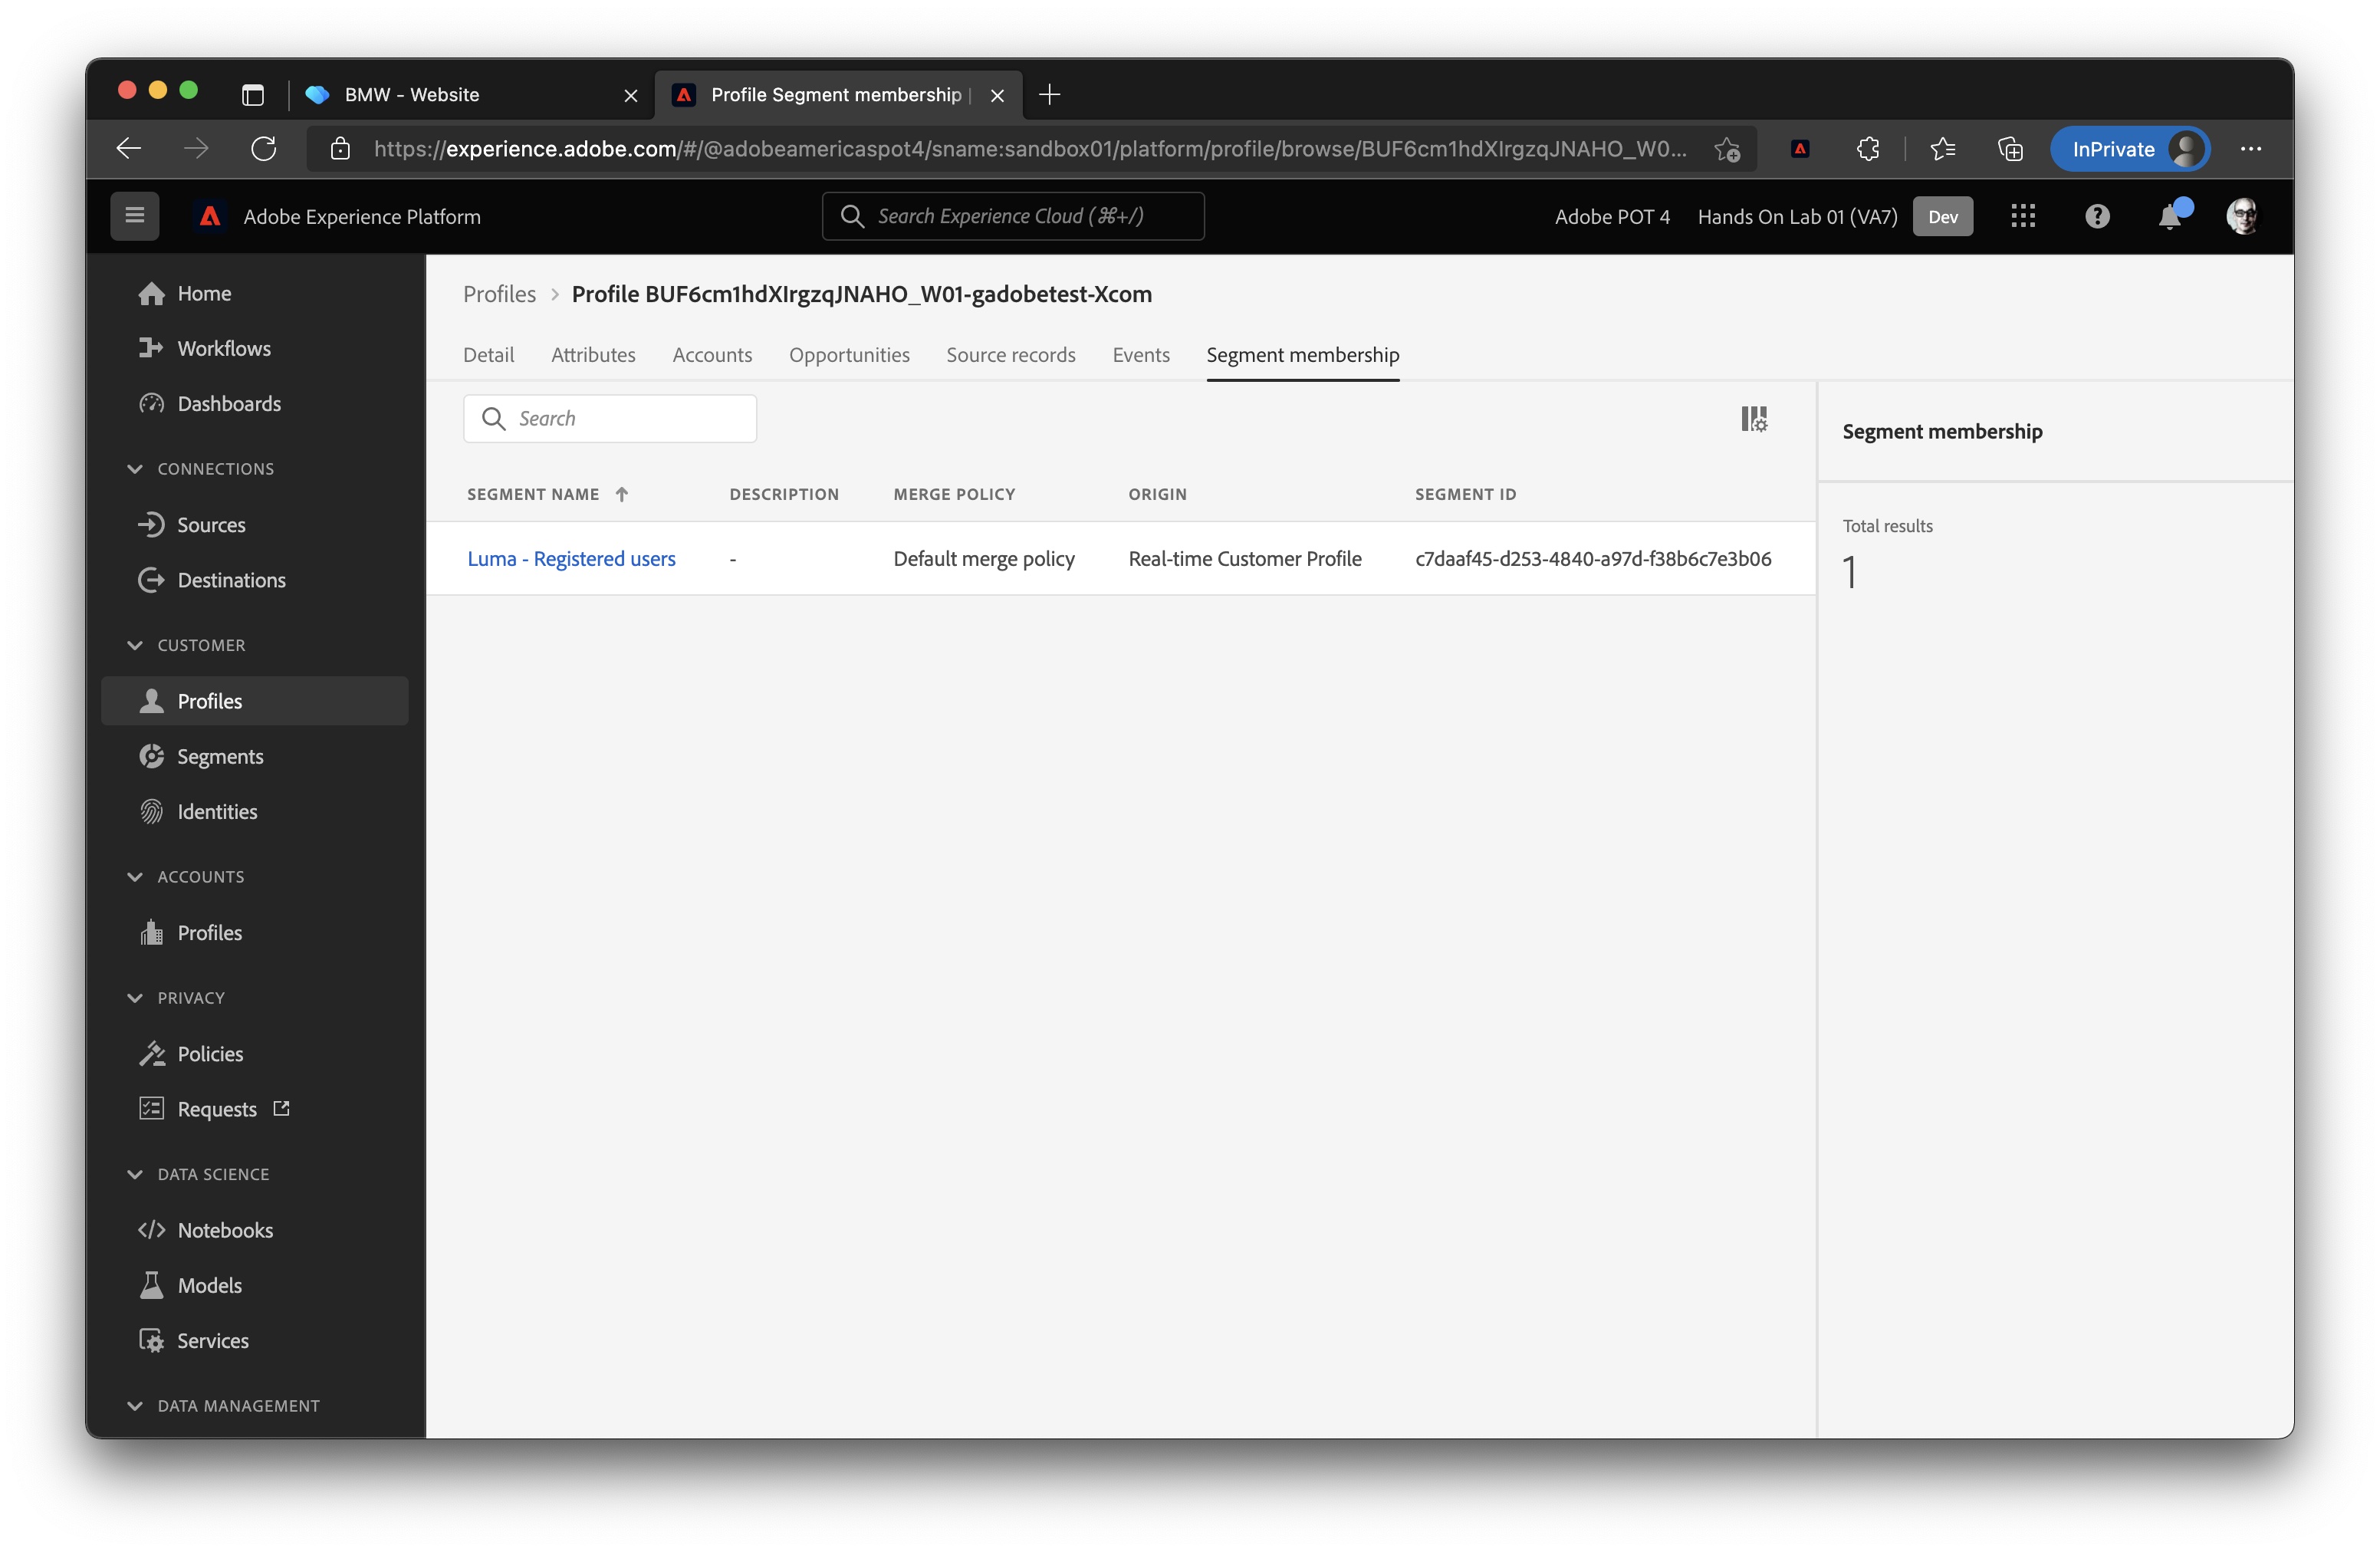 BMW - Website
Profile Segment membership |
https://experience.adobe.com/#/@adobeamericaspot4/sname:sandbox01/platform/profile/browse/BUF6cm1hdXIrgzqJNAHO_W0...
InPrivate
Adobe Experience Platform
Search Experience Cloud (⌘+/)
Adobe POT 4
Hands On Lab 01 (VA7)
Dev
Home
Workflows
Dashboards
CONNECTIONS
Sources
Destinations
CUSTOMER
Profiles
Segments
Identities
ACCOUNTS
Profiles
PRIVACY
Policies
Requests
DATA SCIENCE
Notebooks
Models
Services
DATA MANAGEMENT
Profiles > Profile BUF6cm1hdXIrgzqJNAHO_W01-gadobetest-Xcom
Detail Attributes Accounts Opportunities Source records Events Segment membership
Search
SEGMENT NAME DESCRIPTION MERGE POLICY ORIGIN SEGMENT ID
Luma - Registered users - Default merge policy Real-time Customer Profile c7daaf45-d253-4840-a97d-f38b6c7e3b06
Segment membership
Total results
1